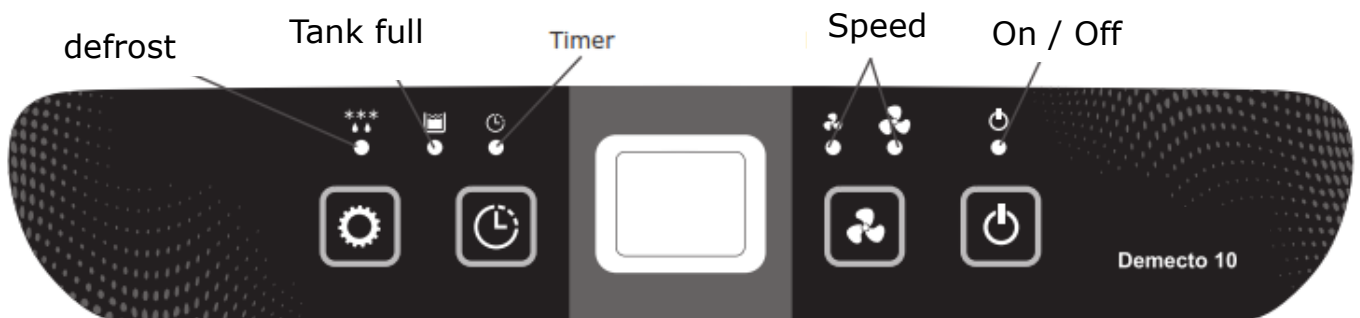 defrost
Tank full
Timer
Speed
On / Off
Demecto 10